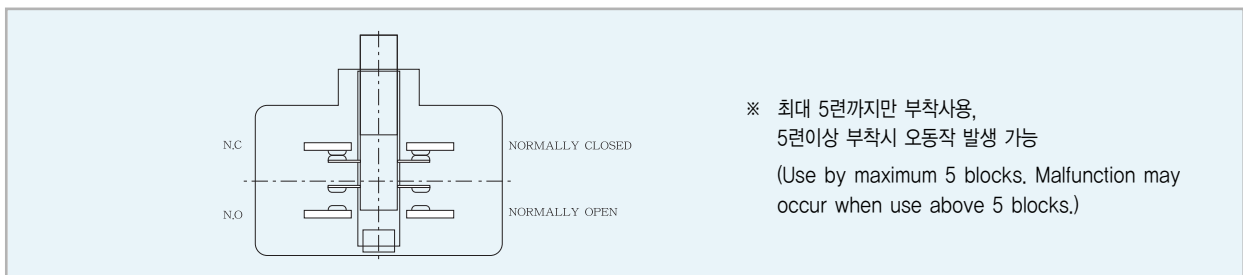 N.C
NORMALLY CLOSED
N.O
NORMALLY OPEN
※ 최대 5련까지만 부착사용,
5련이상 부착시 오동작 발생 가능
(Use by maximum 5 blocks. Malfunction may
occur when use above 5 blocks.)